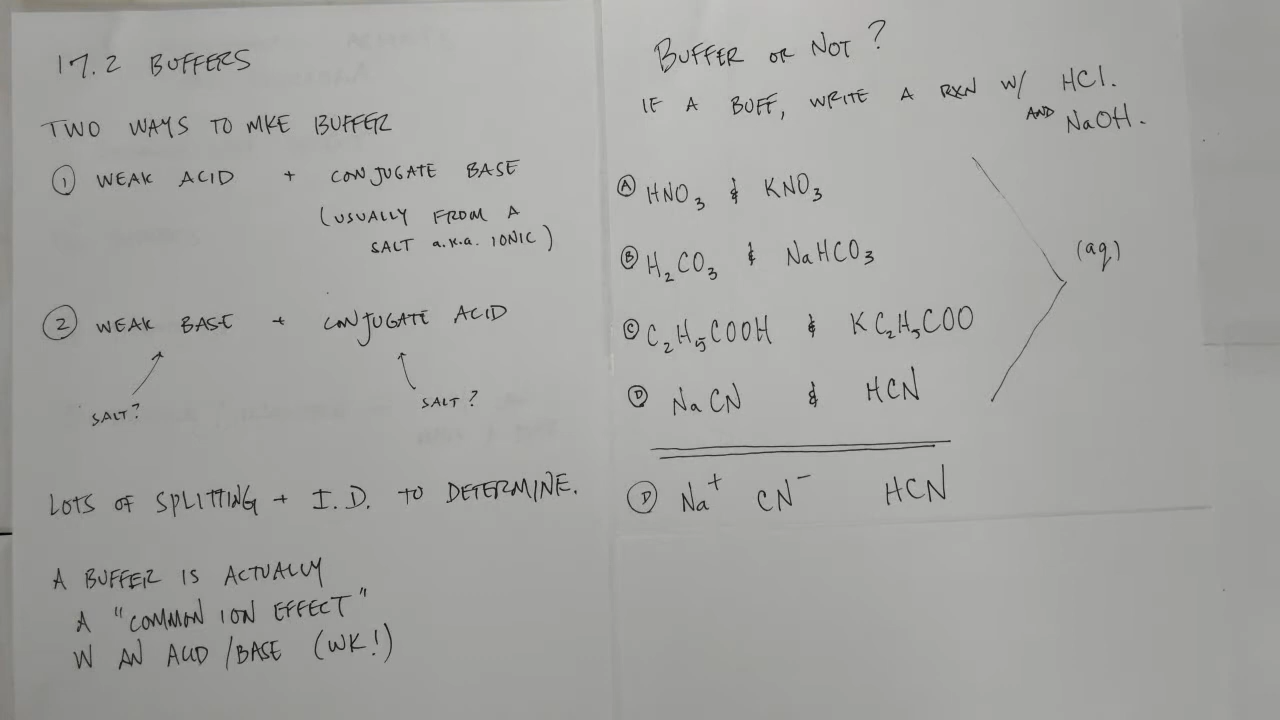 17.2 BUFFERS
TWO WAYS TO MKE BUFFER
① WEAK ACID + CONJUGATE BASE
(USUALLY FROM A
SALT a.k.a. IONIC)
② WEAK BASE + CONJUGATE ACID
SALT? SALT?
LOTS OF SPLITTING + I.D. TO DETERMINE.
A BUFFER IS ACTUALLY
A "COMMON ION EFFECT"
W AN ACID/BASE (WK!)
BUFFER OR NOT?
IF A BUFF, WRITE A RXN W/ HCl.
AND NaOH.
Ⓐ HNO₃ & KNO₃
Ⓑ H₂CO₃ & NaHCO₃
(aq)
Ⓒ C₂H₅COOH & KC₂H₅COO
Ⓓ NaCN & HCN
Ⓓ Na⁺ CN⁻ HCN